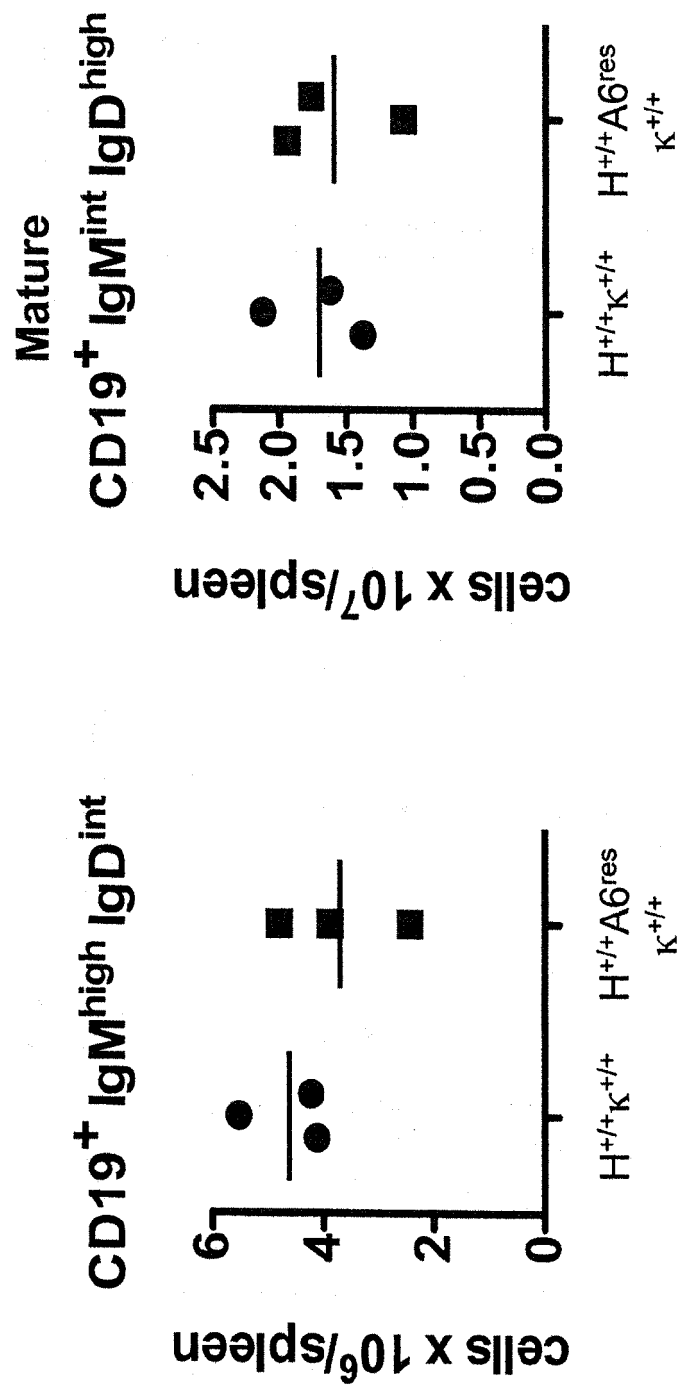 CD19+ IgMhigh IgDint
cells x 10⁶/spleen
6
4
2
0
H+/+κ+/+
H+/+A6res
κ+/+
Mature
CD19+ IgMint IgDhigh
cells x 10⁷/spleen
2.5
2.0
1.5
1.0
0.5
0.0
H+/+κ+/+
H+/+A6res
κ+/+